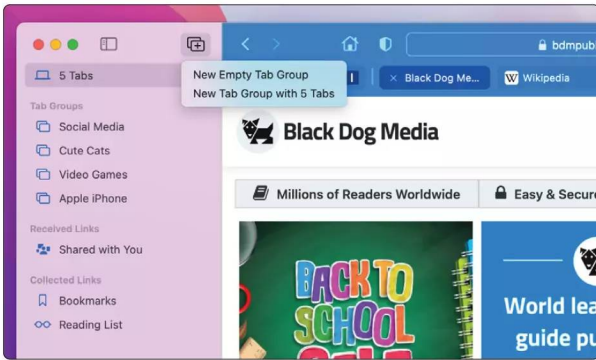 bdmpub
5 Tabs
New Empty Tab Group
New Tab Group with 5 Tabs
Black Dog Me...
W Wikipedia
Tab Groups
Social Media
Cute Cats
Video Games
Apple iPhone
Received Links
Shared with You
Collected Links
Bookmarks
Reading List
Black Dog Media
Millions of Readers Worldwide
Easy & Secure
BACK TO
SCHOOL
SALE
World lea
guide pu